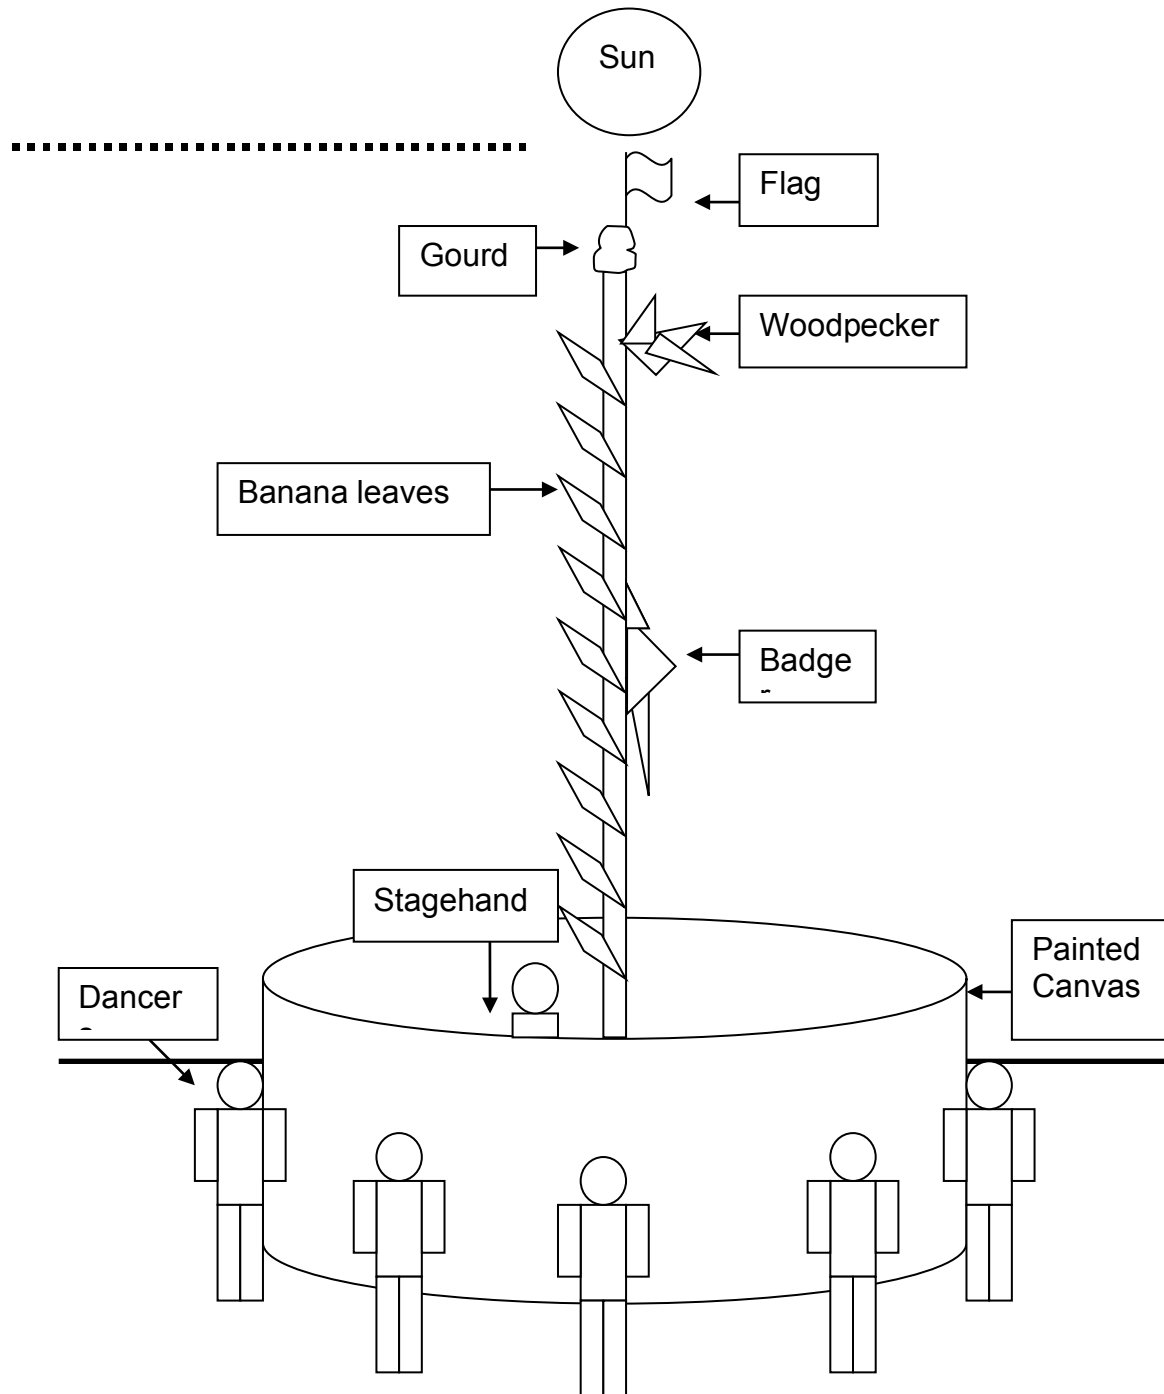 Sun
Flag
Gourd
Woodpecker
Banana leaves
Badge
Stagehand
Painted
Canvas
Dancer